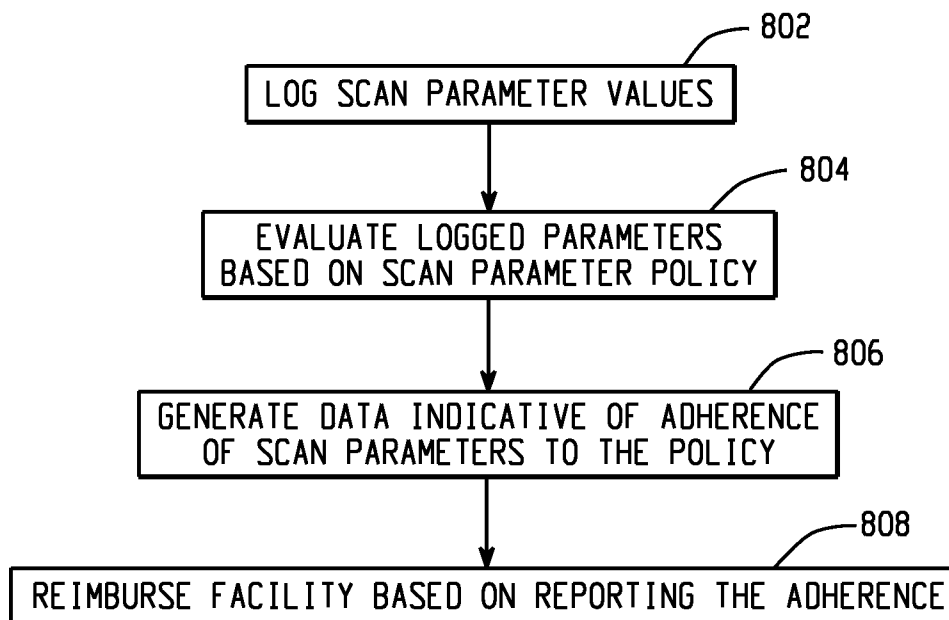 802
LOG SCAN PARAMETER VALUES
804
EVALUATE LOGGED PARAMETERS
BASED ON SCAN PARAMETER POLICY
806
GENERATE DATA INDICATIVE OF ADHERENCE
OF SCAN PARAMETERS TO THE POLICY
808
REIMBURSE FACILITY BASED ON REPORTING THE ADHERENCE